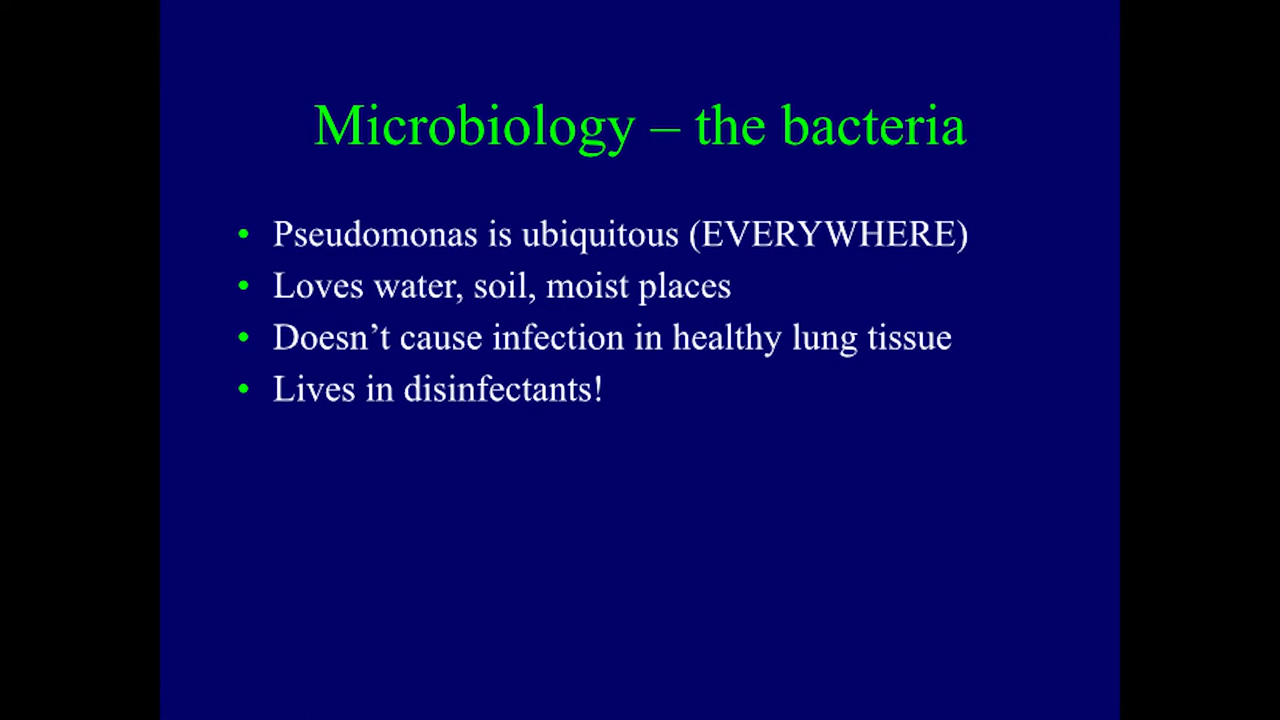 Microbiology – the bacteria
• Pseudomonas is ubiquitous (EVERYWHERE)
• Loves water, soil, moist places
• Doesn’t cause infection in healthy lung tissue
• Lives in disinfectants!